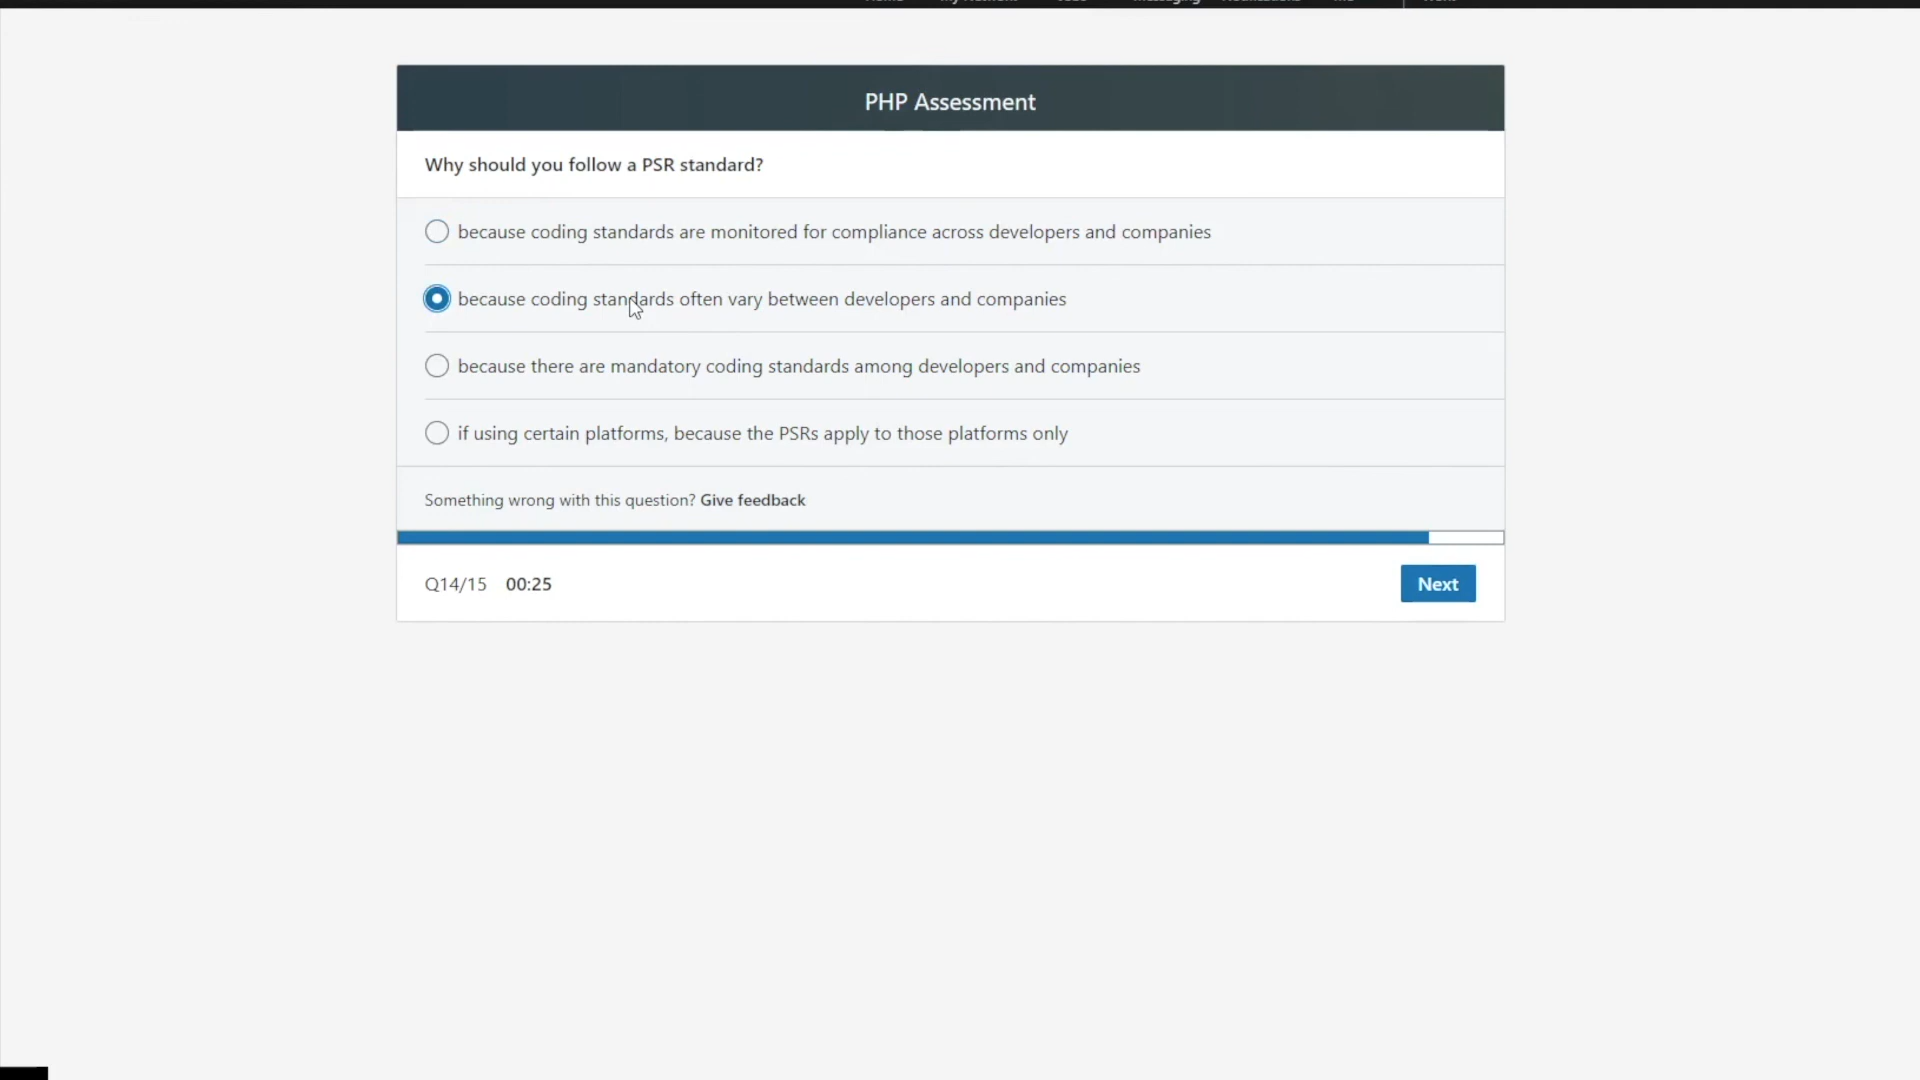 PHP Assessment
Why should you follow a PSR standard?
because coding standards are monitored for compliance across developers and companies
because coding standards often vary between developers and companies
because there are mandatory coding standards among developers and companies
if using certain platforms, because the PSRs apply to those platforms only
Something wrong with this question? Give feedback
Q14/15 00:25 Next